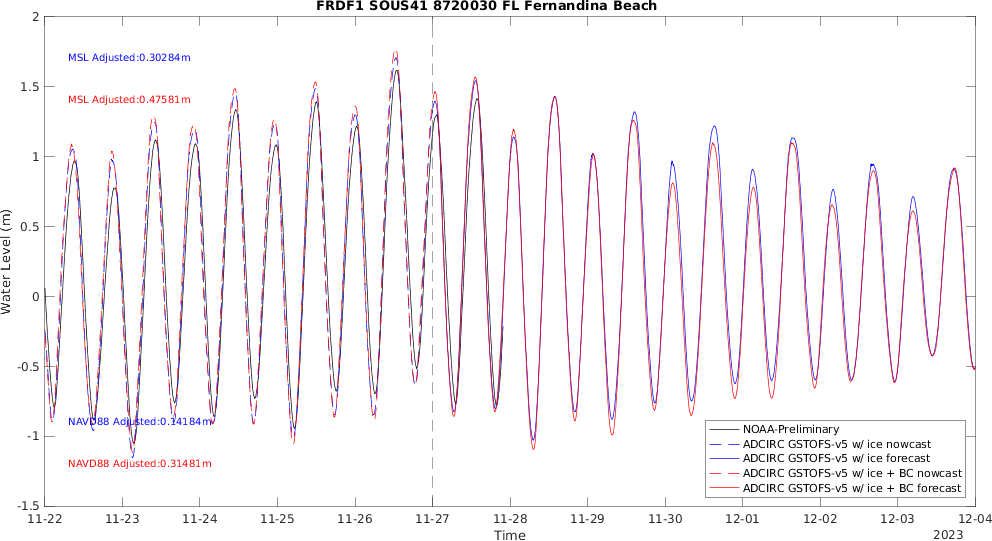 FRDF1 SOUS41 8720030 FL Fernandina Beach
2
1.5
1
0.5
0
-0.5
-1
-1.5
Water Level (m)
MSL Adjusted:0.30284m
MSL Adjusted:0.47581m
NAVD88 Adjusted:0.14184m
NAVD88 Adjusted:0.31481m
NOAA-Preliminary
ADCIRC GSTOFS-v5 w/ ice nowcast
ADCIRC GSTOFS-v5 w/ ice forecast
ADCIRC GSTOFS-v5 w/ ice + BC nowcast
ADCIRC GSTOFS-v5 w/ ice + BC forecast
11-22 11-23 11-24 11-25 11-26 11-27 11-28 11-29 11-30 12-01 12-02 12-03 12-04
Time
2023